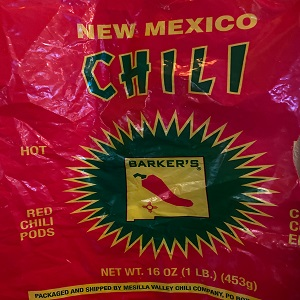 NEW MEXICO
CHILI
HOT
BARKER'S
RED
CHILI
PODS
NET. WT. 16 OZ (1 LB.) (453g)
PACKAGED AND SHIPPED BY MESILLA VALLEY CHILI COMPANY, PO BOX